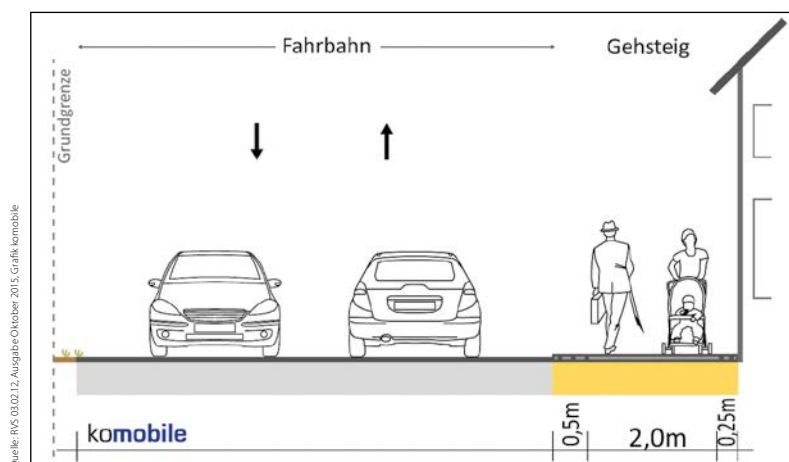 Fahrbahn
Gehsteig
Grundgrenze
uelle: RVS 03.02.12, Ausgabe Oktober 2015, Grafik komobile
komobile
0,5m
2,0m
0,25m